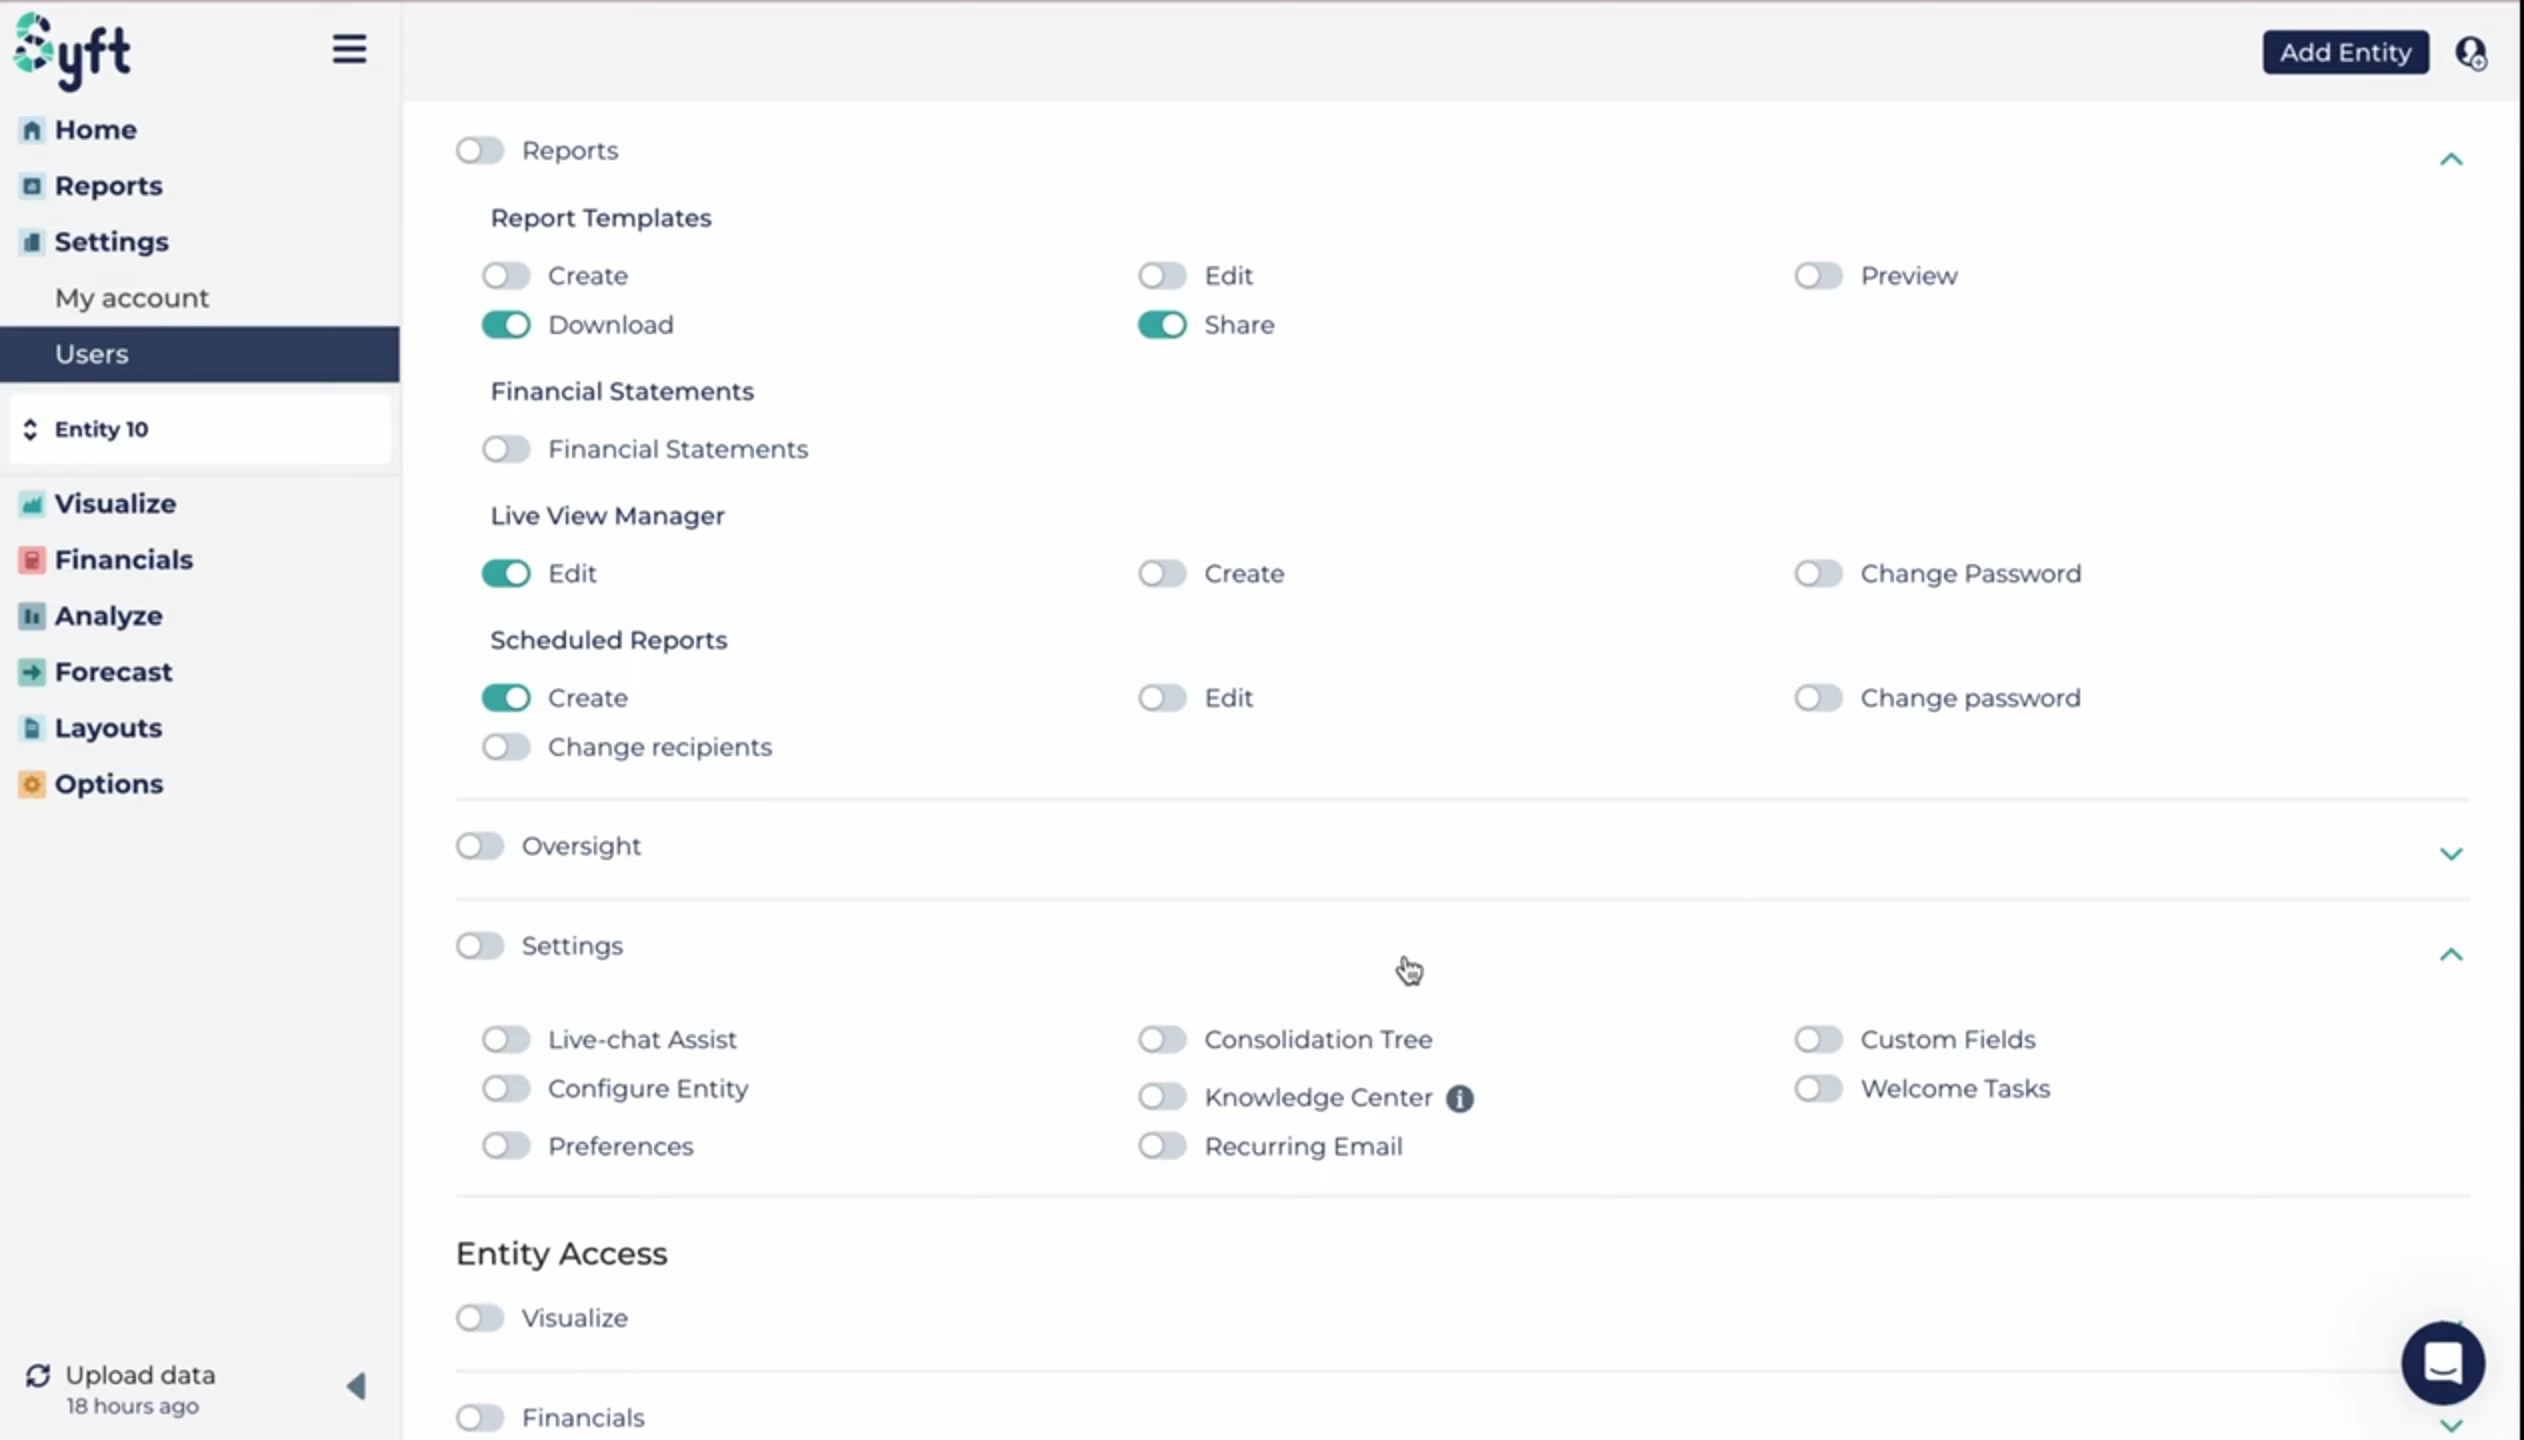 Syft
Add Entity
Home
Reports
Settings
My account
Users
Entity 10
Visualize
Financials
Analyze
Forecast
Layouts
Options
Upload data
18 hours ago
Reports
Report Templates
Create
Edit
Preview
Download
Share
Financial Statements
Financial Statements
Live View Manager
Edit
Create
Change Password
Scheduled Reports
Create
Edit
Change password
Change recipients
Oversight
Settings
Live-chat Assist
Consolidation Tree
Custom Fields
Configure Entity
Knowledge Center
Welcome Tasks
Preferences
Recurring Email
Entity Access
Visualize
Financials